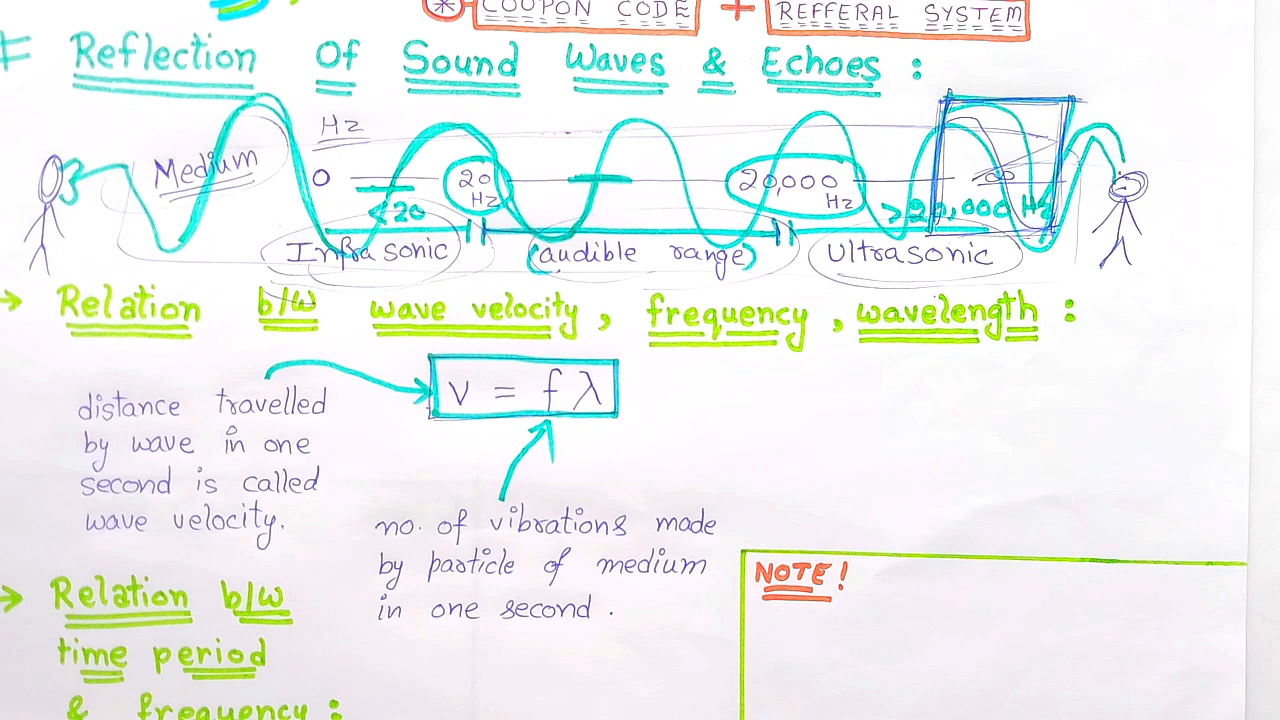 * COUPON CODE + REFFERAL SYSTEM
# Reflection Of Sound Waves & Echoes :
Hz
Medium
0
20 Hz
20,000 Hz
∞
<20
>20,000 Hz
Infrasonic (audible range) Ultrasonic
→ Relation b/w wave velocity, frequency, wavelength :
v = f λ
distance travelled
by wave in one
second is called
wave velocity.
no. of vibrations made
by particle of medium
in one second .
NOTE!
→ Relation b/w
time period
& frequency :